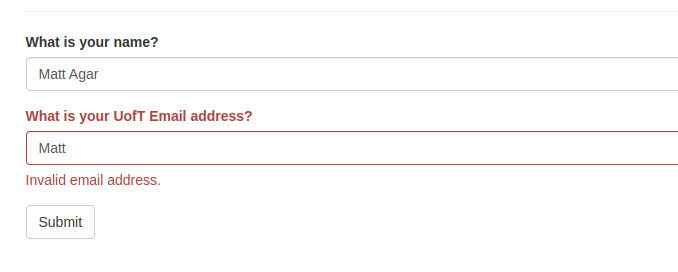 What is your name?
Matt Agar
What is your UofT Email address?
Matt
Invalid email address.
Submit